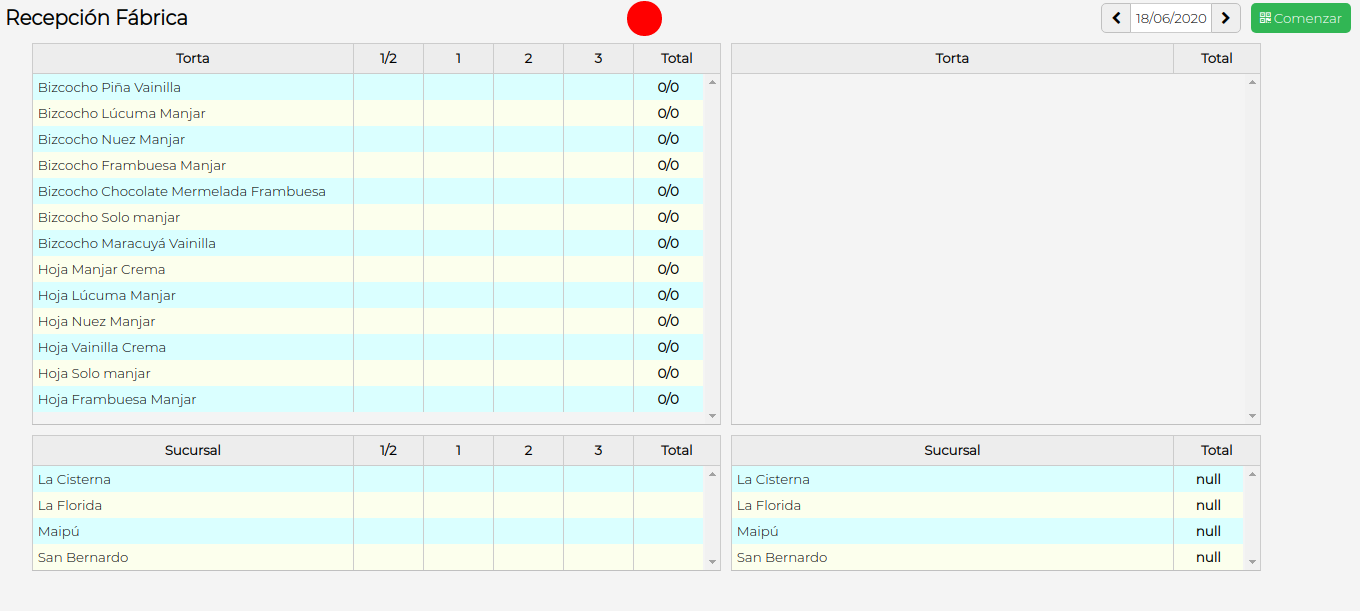 Recepción Fábrica
18/06/2020
Comenzar
Torta 1/2 1 2 3 Total
Bizcocho Piña Vainilla 0/0
Bizcocho Lúcuma Manjar 0/0
Bizcocho Nuez Manjar 0/0
Bizcocho Frambuesa Manjar 0/0
Bizcocho Chocolate Mermelada Frambuesa 0/0
Bizcocho Solo manjar 0/0
Bizcocho Maracuyá Vainilla 0/0
Hoja Manjar Crema 0/0
Hoja Lúcuma Manjar 0/0
Hoja Nuez Manjar 0/0
Hoja Vainilla Crema 0/0
Hoja Solo manjar 0/0
Hoja Frambuesa Manjar 0/0
Torta Total
Sucursal 1/2 1 2 3 Total
La Cisterna
La Florida
Maipú
San Bernardo
Sucursal Total
La Cisterna null
La Florida null
Maipú null
San Bernardo null